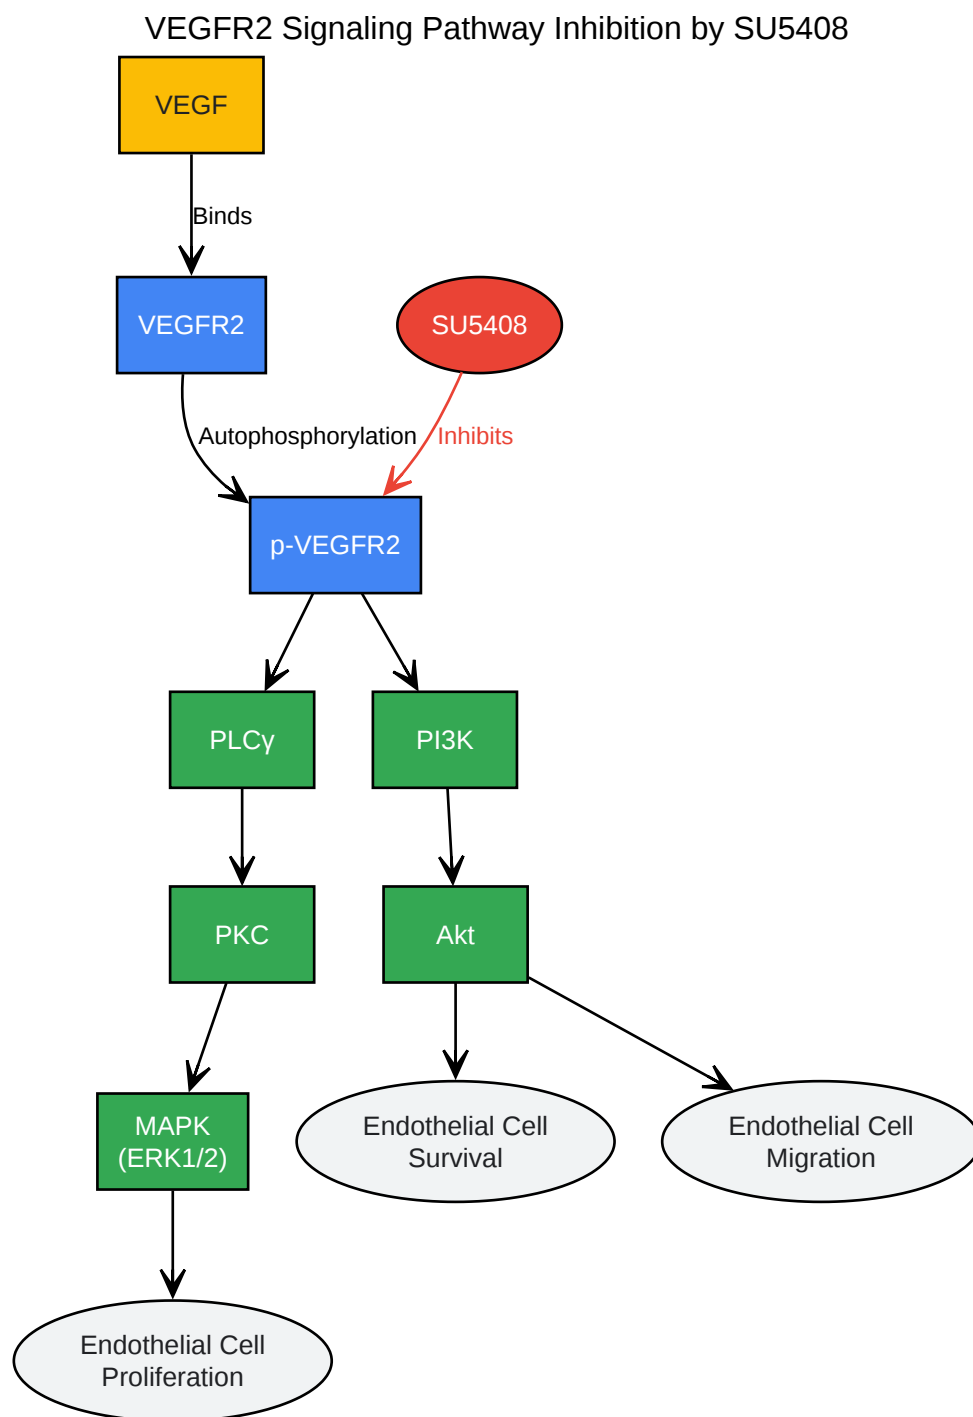 VEGFR2 Signaling Pathway Inhibition by SU5408
VEGF
Binds
VEGFR2
SU5408
Autophosphorylation
Inhibits
p-VEGFR2
PLCγ
PI3K
PKC
Akt
MAPK
(ERK1/2)
Endothelial Cell
Survival
Endothelial Cell
Migration
Endothelial Cell
Proliferation